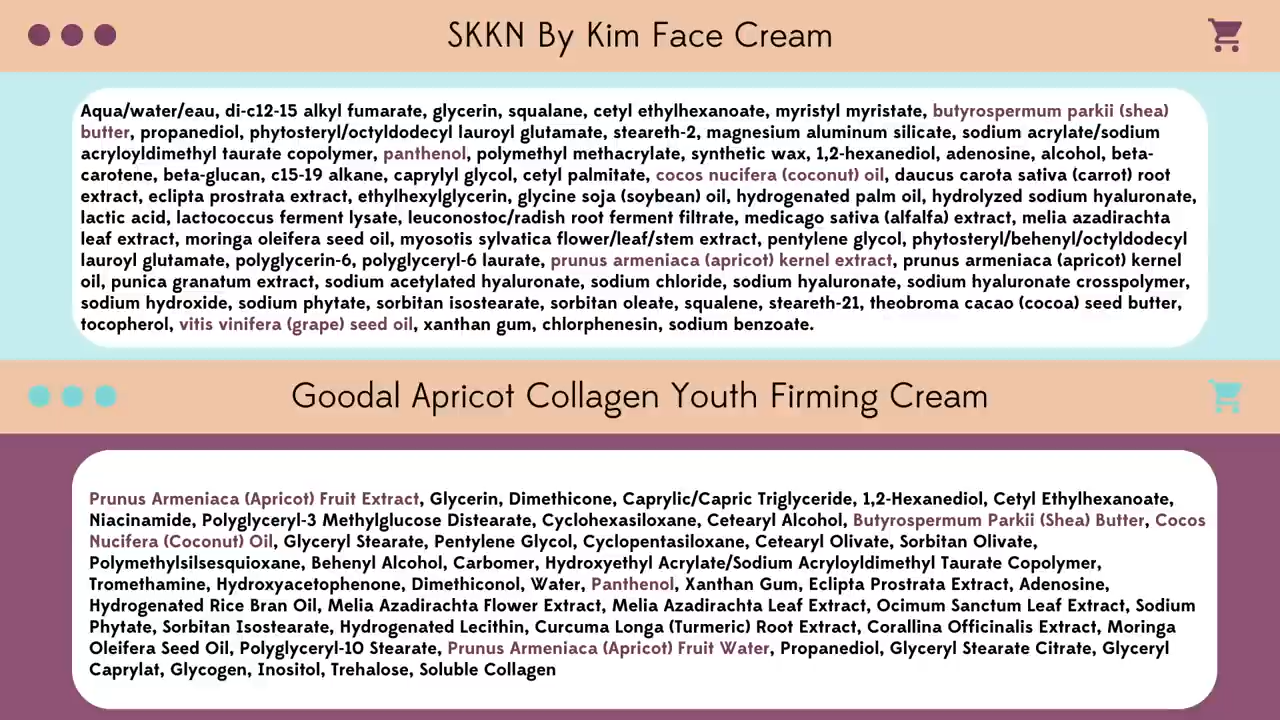 SKKN By Kim Face Cream
Aqua/water/eau, di-c12-15 alkyl fumarate, glycerin, squalane, cetyl ethylhexanoate, myristyl myristate, butyrospermum parkii (shea)
butter, propanediol, phytosteryl/octyldodecyl lauroyl glutamate, steareth-2, magnesium aluminum silicate, sodium acrylate/sodium
acryloyldimethyl taurate copolymer, panthenol, polymethyl methacrylate, synthetic wax, 1,2-hexanediol, adenosine, alcohol, beta-
carotene, beta-glucan, c15-19 alkane, caprylyl glycol, cetyl palmitate, cocos nucifera (coconut) oil, daucus carota sativa (carrot) root
extract, eclipta prostrata extract, ethylhexylglycerin, glycine soja (soybean) oil, hydrogenated palm oil, hydrolyzed sodium hyaluronate,
lactic acid, lactococcus ferment lysate, leuconostoc/radish root ferment filtrate, medicago sativa (alfalfa) extract, melia azadirachta
leaf extract, moringa oleifera seed oil, myosotis sylvatica flower/leaf/stem extract, pentylene glycol, phytosteryl/behenyl/octyldodecyl
lauroyl glutamate, polyglycerin-6, polyglyceryl-6 laurate, prunus armeniaca (apricot) kernel extract, prunus armeniaca (apricot) kernel
oil, punica granatum extract, sodium acetylated hyaluronate, sodium chloride, sodium hyaluronate, sodium hyaluronate crosspolymer,
sodium hydroxide, sodium phytate, sorbitan isostearate, sorbitan oleate, squalene, steareth-21, theobroma cacao (cocoa) seed butter,
tocopherol, vitis vinifera (grape) seed oil, xanthan gum, chlorphenesin, sodium benzoate.
Goodal Apricot Collagen Youth Firming Cream
Prunus Armeniaca (Apricot) Fruit Extract, Glycerin, Dimethicone, Caprylic/Capric Triglyceride, 1,2-Hexanediol, Cetyl Ethylhexanoate,
Niacinamide, Polyglyceryl-3 Methylglucose Distearate, Cyclohexasiloxane, Cetearyl Alcohol, Butyrospermum Parkii (Shea) Butter, Cocos
Nucifera (Coconut) Oil, Glyceryl Stearate, Pentylene Glycol, Cyclopentasiloxane, Cetearyl Olivate, Sorbitan Olivate,
Polymethylsilsesquioxane, Behenyl Alcohol, Carbomer, Hydroxyethyl Acrylate/Sodium Acryloyldimethyl Taurate Copolymer,
Tromethamine, Hydroxyacetophenone, Dimethiconol, Water, Panthenol, Xanthan Gum, Eclipta Prostrata Extract, Adenosine,
Hydrogenated Rice Bran Oil, Melia Azadirachta Flower Extract, Melia Azadirachta Leaf Extract, Ocimum Sanctum Leaf Extract, Sodium
Phytate, Sorbitan Isostearate, Hydrogenated Lecithin, Curcuma Longa (Turmeric) Root Extract, Corallina Officinalis Extract, Moringa
Oleifera Seed Oil, Polyglyceryl-10 Stearate, Prunus Armeniaca (Apricot) Fruit Water, Propanediol, Glyceryl Stearate Citrate, Glyceryl
Caprylat, Glycogen, Inositol, Trehalose, Soluble Collagen